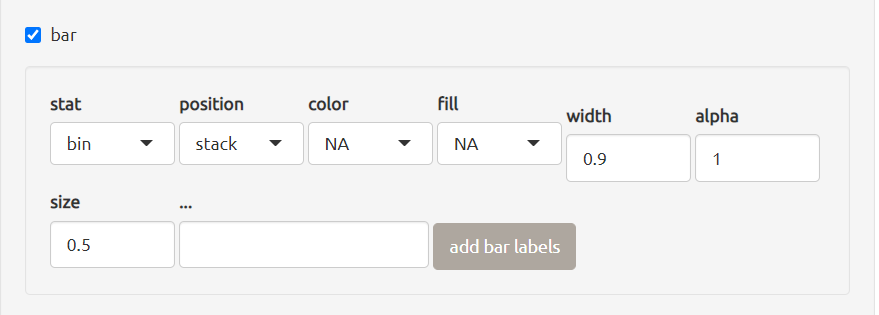 bar
stat position color fill width alpha
bin stack NA NA 0.9 1
size ...
0.5 add bar labels